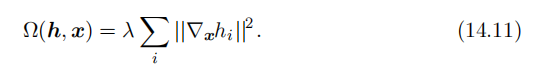 Ω(h, x) = λ ∑_i ||∇_x h_i||². (14.11)